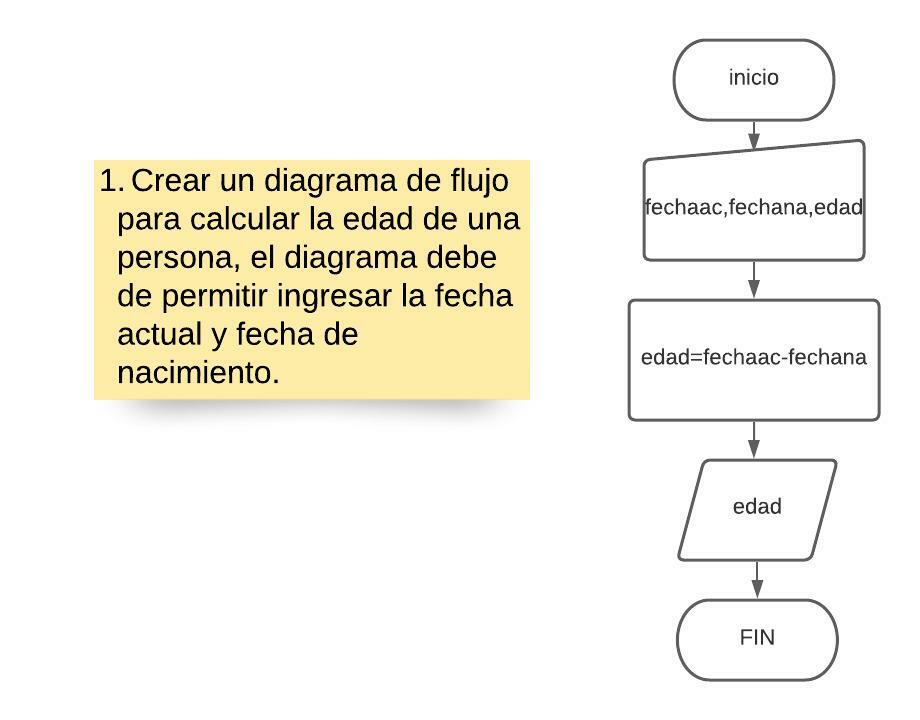 1. Crear un diagrama de flujo
para calcular la edad de una
persona, el diagrama debe
de permitir ingresar la fecha
actual y fecha de
nacimiento.
inicio
fechaac,fechana,edad
edad=fechaac-fechana
edad
FIN